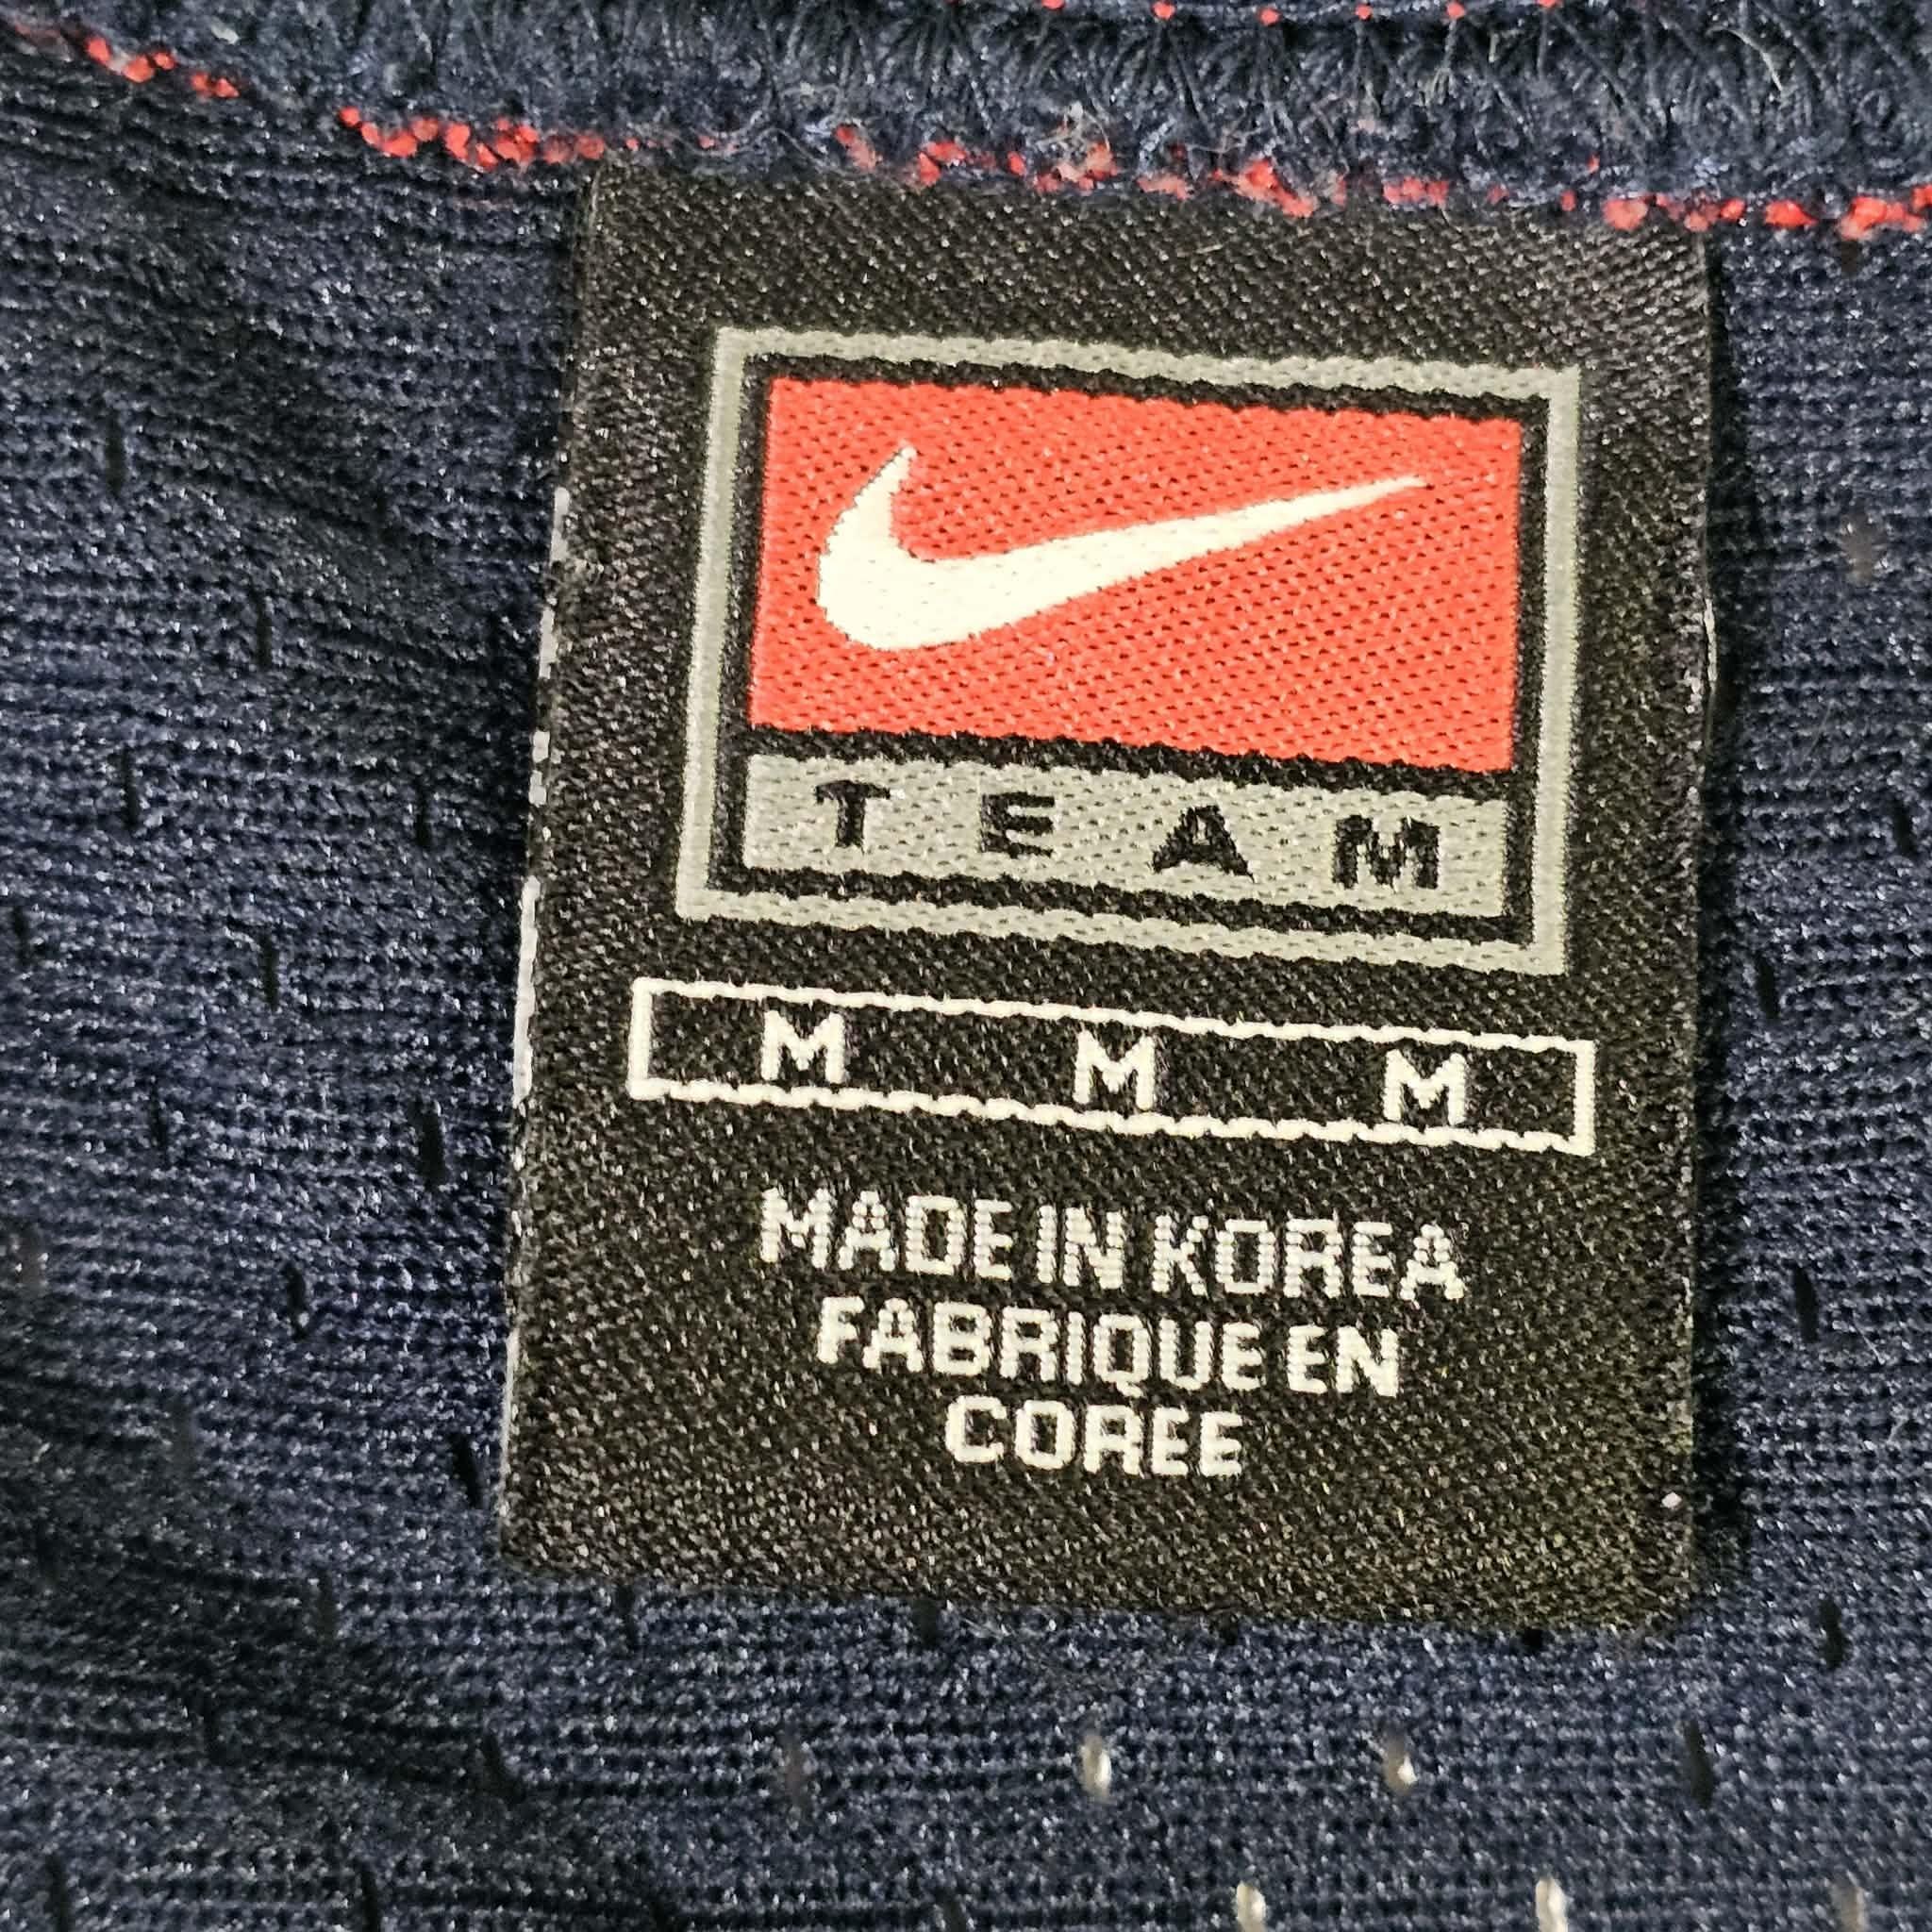 TEAM
M M M
MADE IN KOREA
FABRIQUE EN
COREE